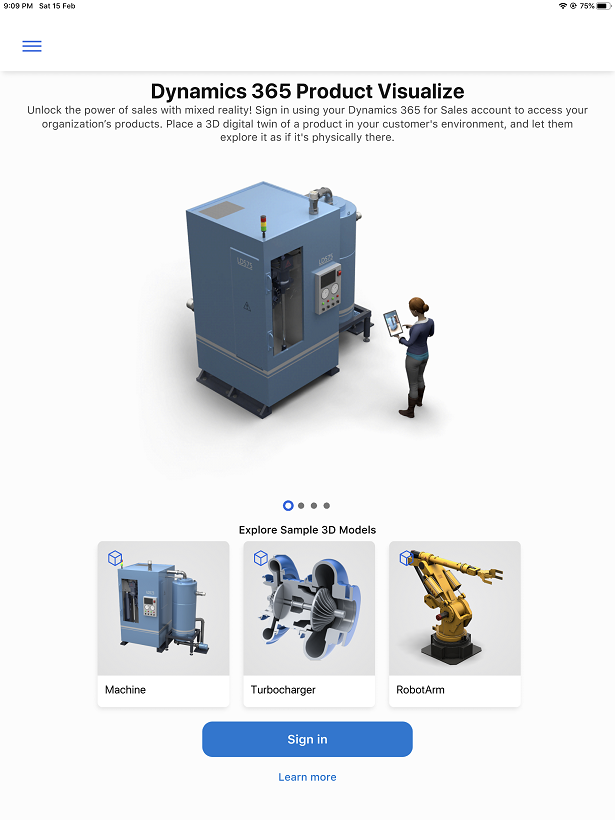 9:09 PM Sat 15 Feb
75%
Dynamics 365 Product Visualize
Unlock the power of sales with mixed reality! Sign in using your Dynamics 365 for Sales account to access your
organization's products. Place a 3D digital twin of a product in your customer's environment, and let them
explore it as if it's physically there.
LDS75
LDS75
Explore Sample 3D Models
Machine
Turbocharger
RobotArm
Sign in
Learn more